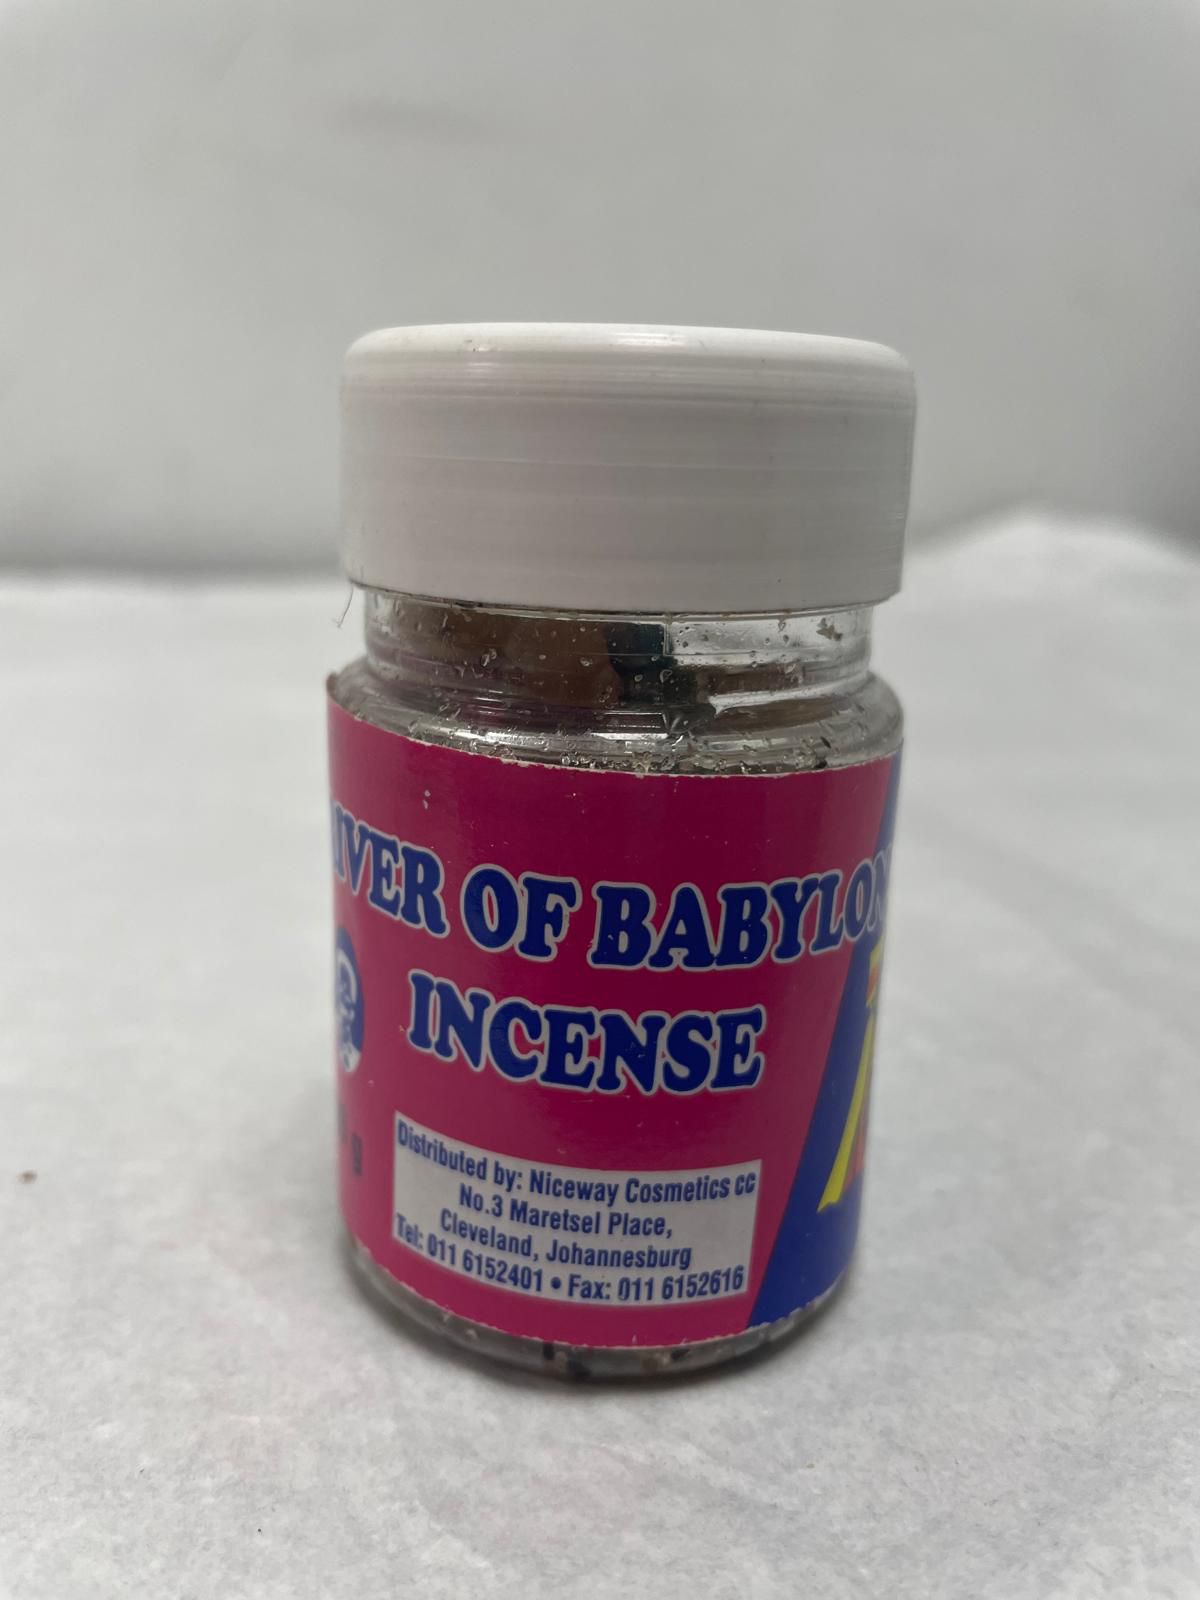 RIVER OF BABYLON
INCENSE
g
Distributed by: Niceway Cosmetics cc
No.3 Maretsel Place,
Cleveland, Johannesburg
Tel: 011 6152401 • Fax: 011 6152616